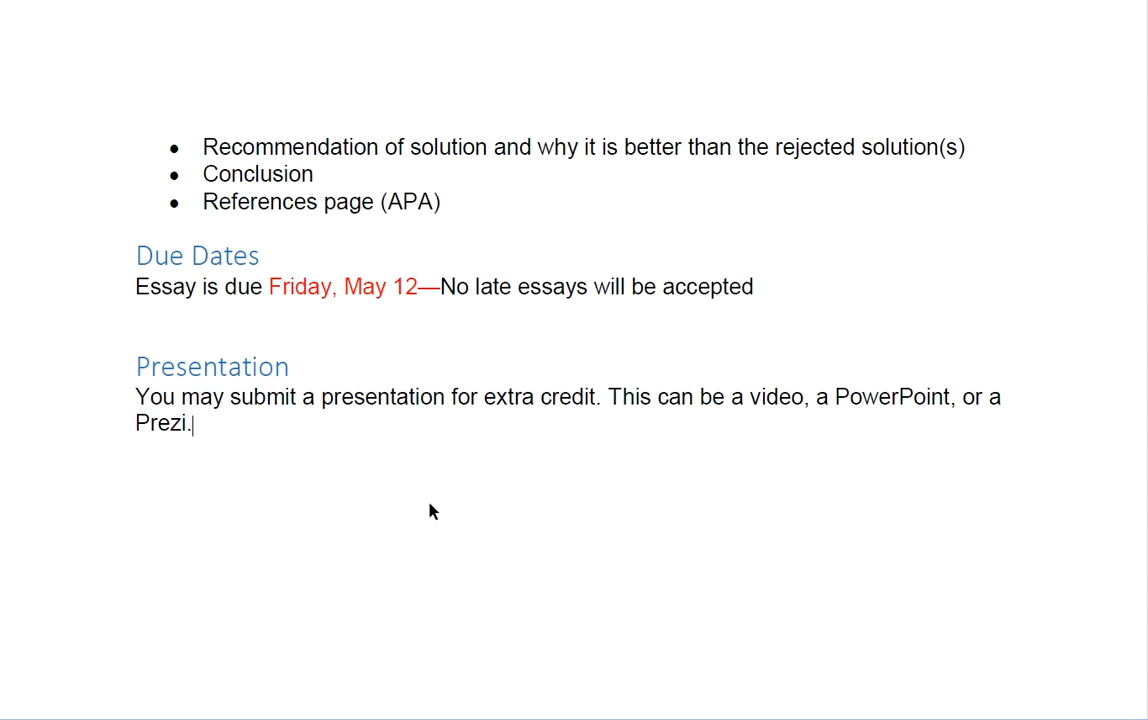 • Recommendation of solution and why it is better than the rejected solution(s)
• Conclusion
• References page (APA)
Due Dates
Essay is due Friday, May 12—No late essays will be accepted
Presentation
You may submit a presentation for extra credit. This can be a video, a PowerPoint, or a
Prezi.